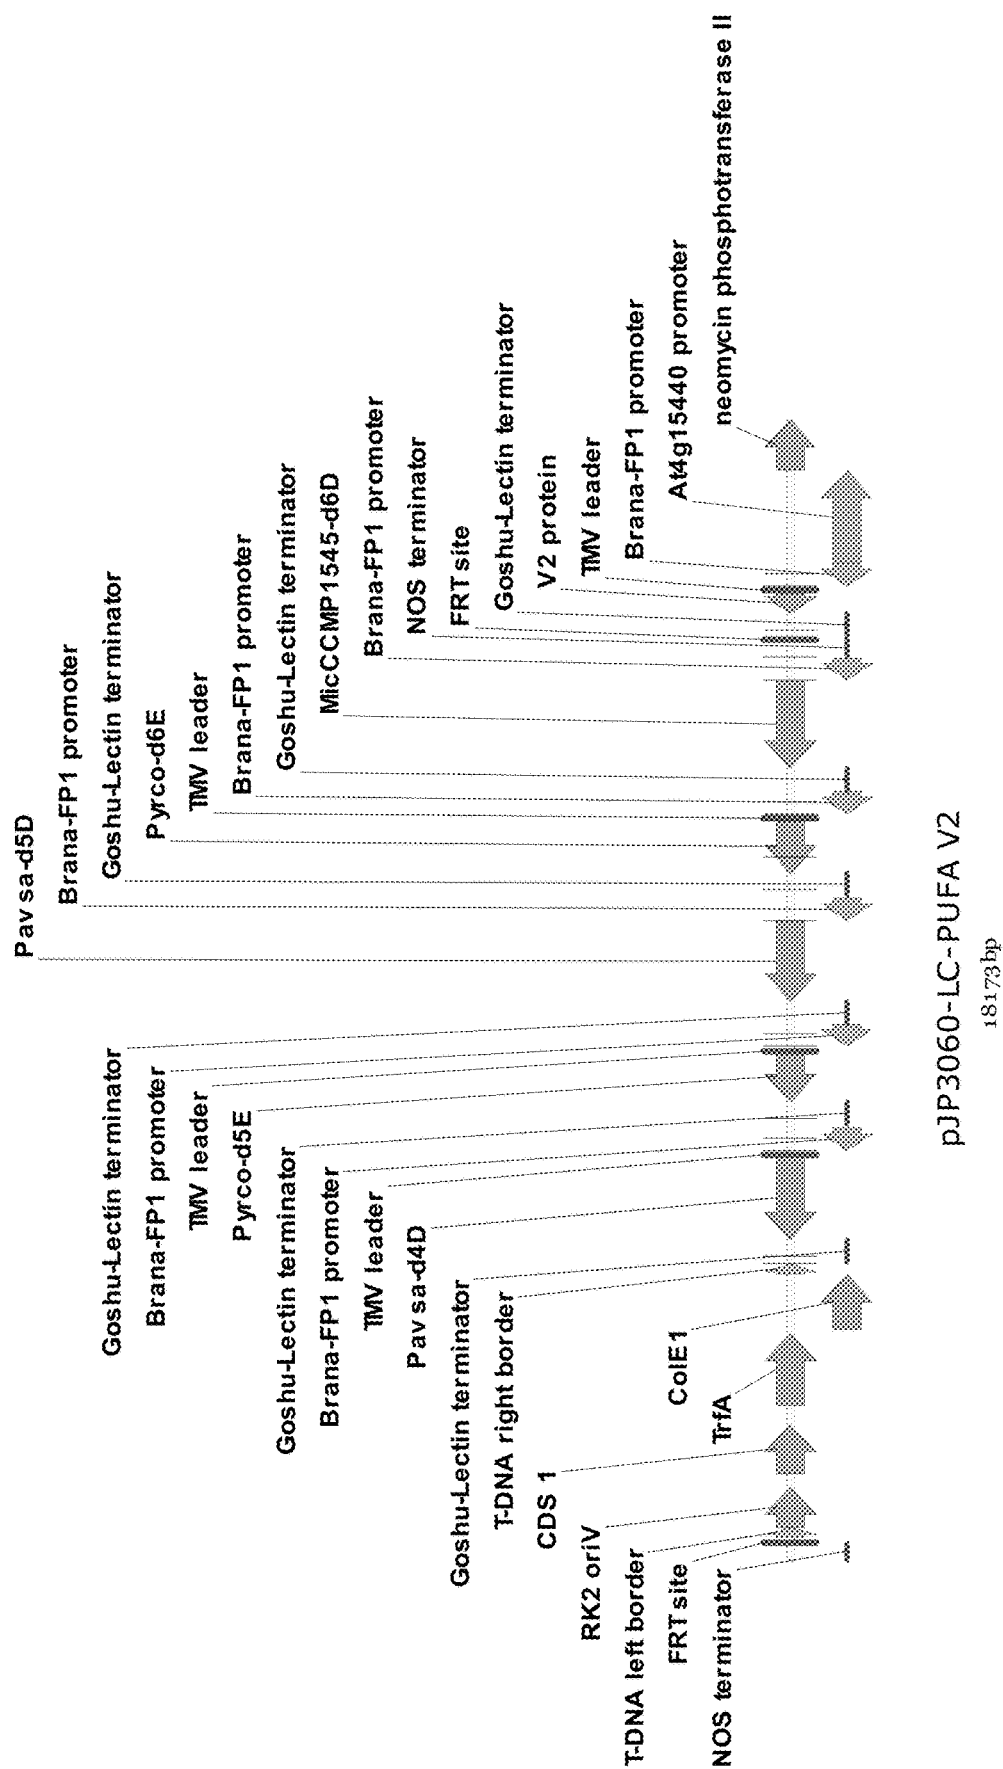 NOS terminator
FRT site
T-DNA left border
RK2 oriV
CDS 1
TrfA
ColE1
T-DNA right border
Goshu-Lectin terminator
Pavsa-d4D
TMV leader
Brana-FP1 promoter
Goshu-Lectin terminator
Pyrco-d5E
TMV leader
Brana-FP1 promoter
Goshu-Lectin terminator
Pavsa-d5D
Brana-FP1 promoter
Goshu-Lectin terminator
Pyrco-d6E
TMV leader
Brana-FP1 promoter
Goshu-Lectin terminator
MicCCMP1545-d6D
Brana-FP1 promoter
NOS terminator
FRT site
Goshu-Lectin terminator
V2 protein
TMV leader
Brana-FP1 promoter
At4g15440 promoter
neomycin phosphotransferase II
pJP3060-LC-PUFA V2
18173bp